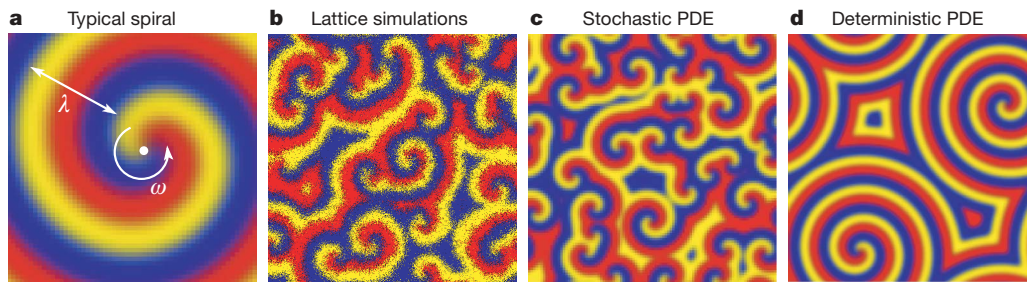 a Typical spiral
b Lattice simulations
c Stochastic PDE
d Deterministic PDE
λ
ω